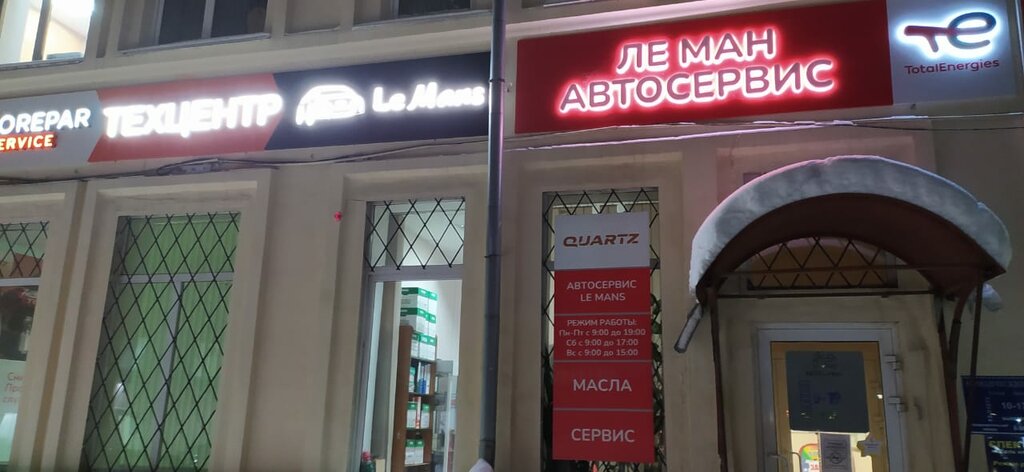 OREPAR
ERVICE
ТЕХЦЕНТР
Le Mans
ЛЕ МАН
АВТОСЕРВИС
TotalEnergies
QUARTZ
АВТОСЕРВИС
LE MANS
РЕЖИМ РАБОТЫ:
Пн-Пт с 9:00 до 19:00
Сб с 9:00 до 17:00
Вс с 9:00 до 15:00
МАСЛА
СЕРВИС